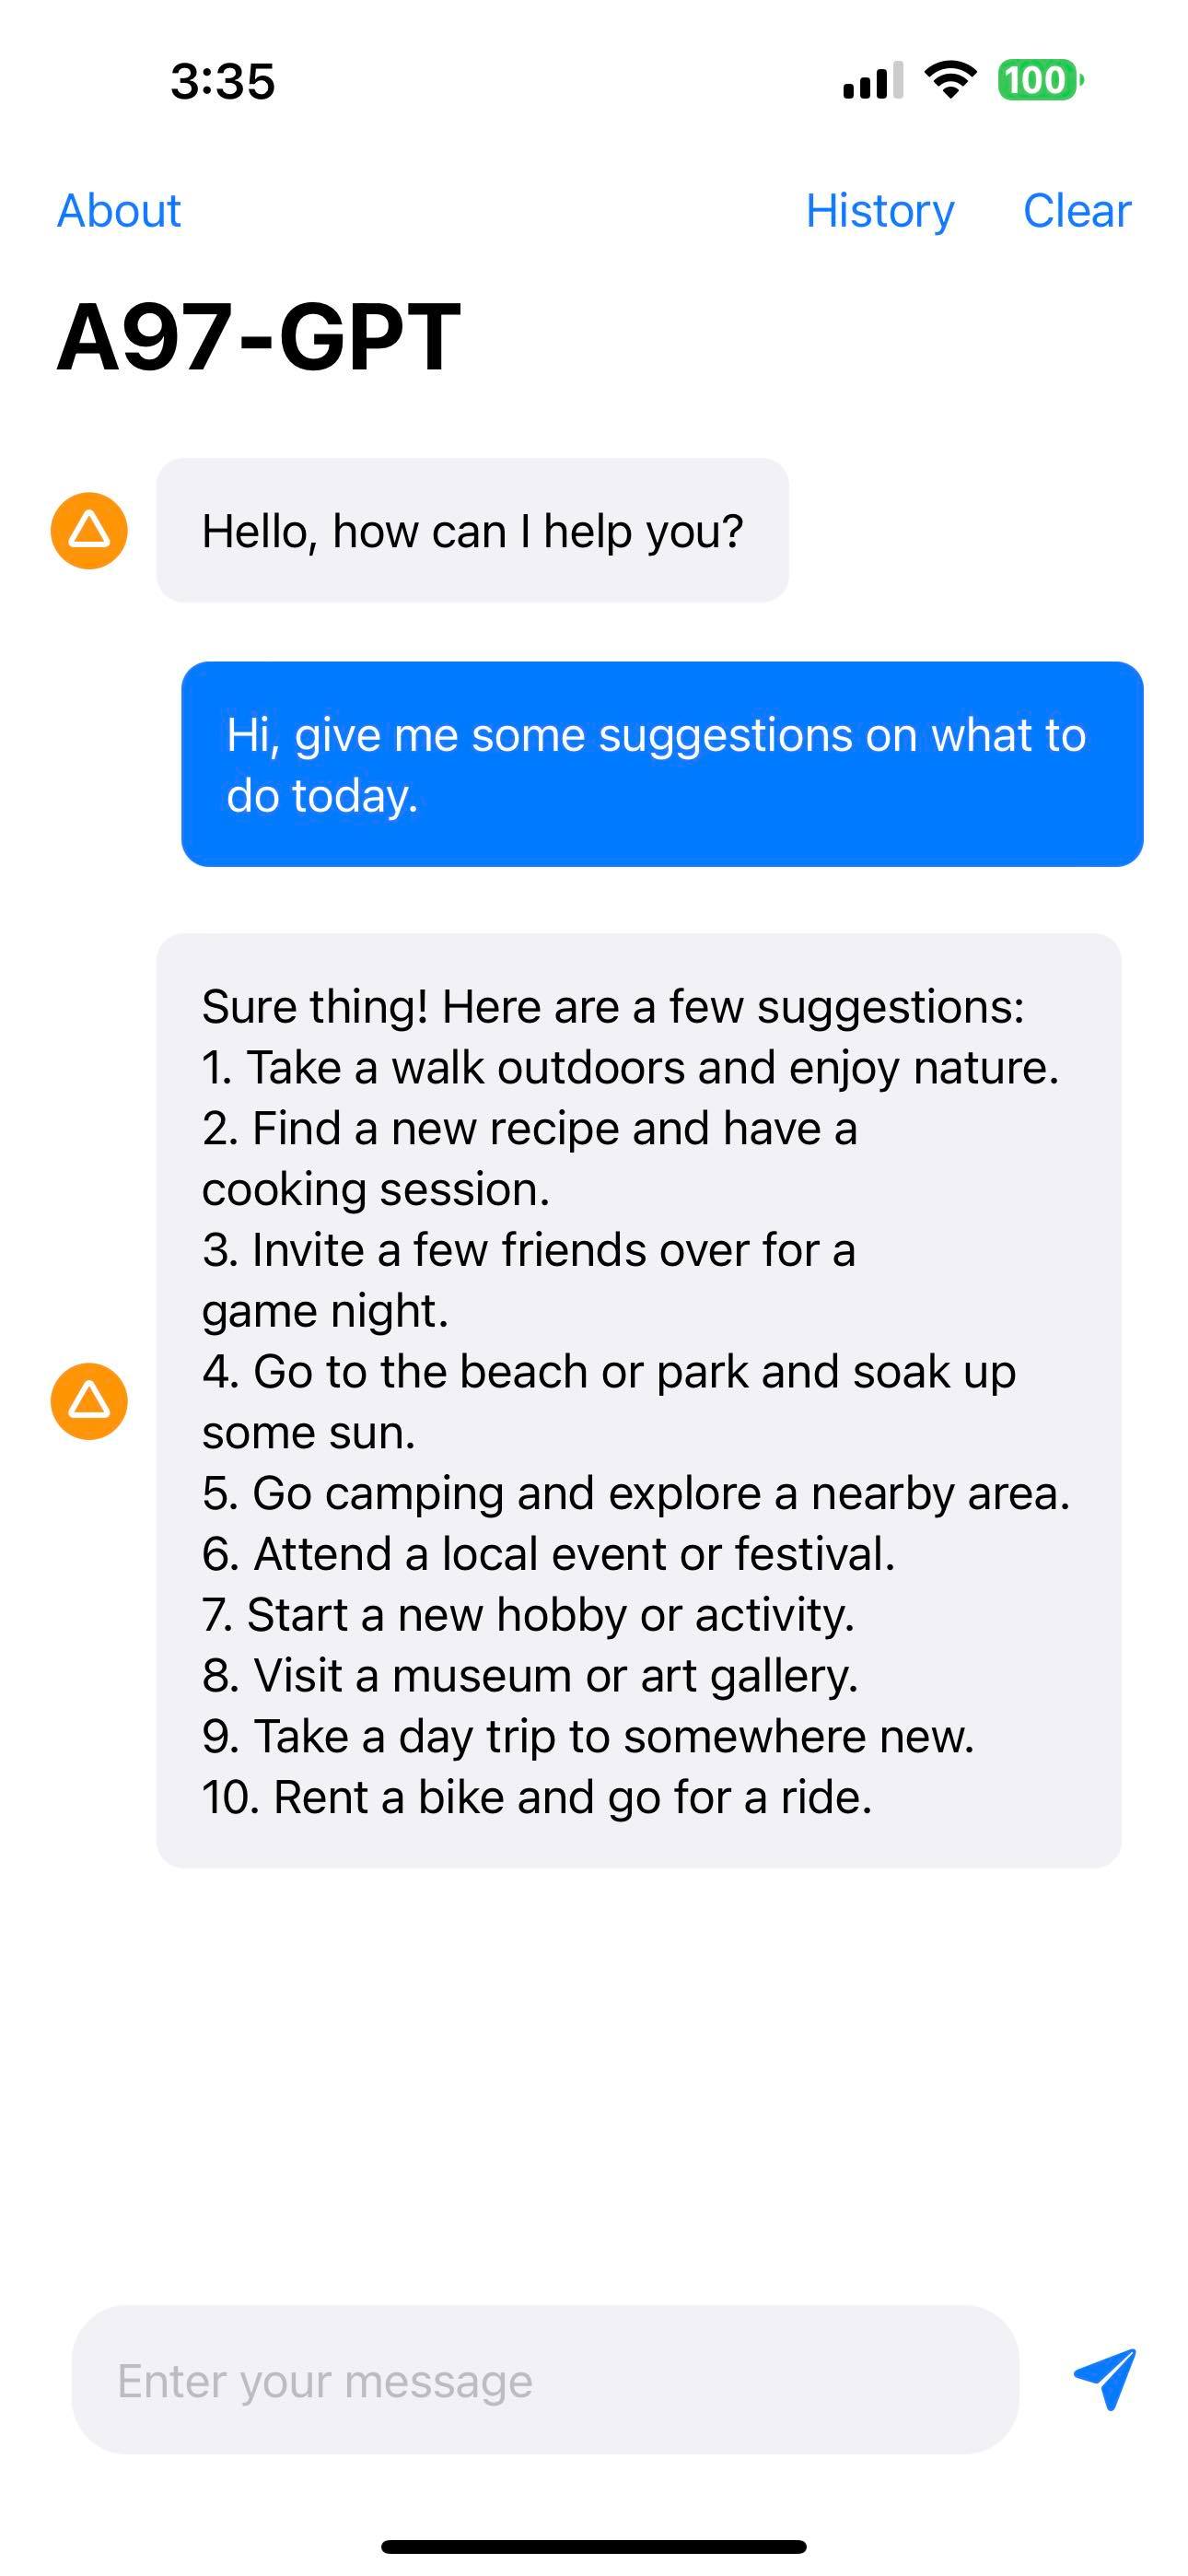 3:35
100
About
History
Clear
A97-GPT
Hello, how can I help you?
Hi, give me some suggestions on what to
do today.
Sure thing! Here are a few suggestions:
1. Take a walk outdoors and enjoy nature.
2. Find a new recipe and have a
cooking session.
3. Invite a few friends over for a
game night.
4. Go to the beach or park and soak up
some sun.
5. Go camping and explore a nearby area.
6. Attend a local event or festival.
7. Start a new hobby or activity.
8. Visit a museum or art gallery.
9. Take a day trip to somewhere new.
10. Rent a bike and go for a ride.
Enter your message